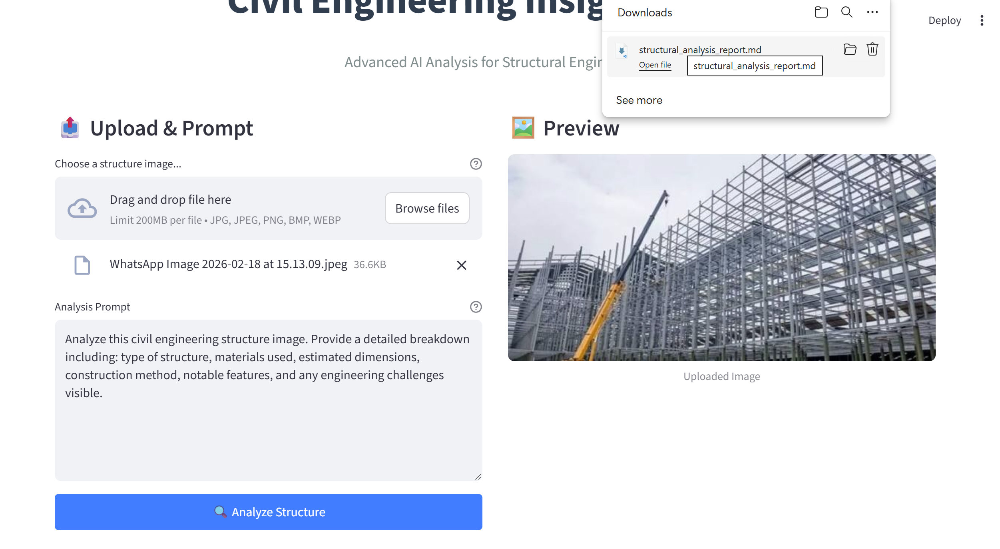 Civil Engineering Insig
Downloads
Deploy
structural_analysis_report.md
Open file
structural_analysis_report.md
Advanced AI Analysis for Structural Engin
See more
Upload & Prompt
Preview
Choose a structure image...
Drag and drop file here
Limit 200MB per file • JPG, JPEG, PNG, BMP, WEBP
Browse files
WhatsApp Image 2026-02-18 at 15.13.09.jpeg 36.6KB
Analysis Prompt
Analyze this civil engineering structure image. Provide a detailed breakdown
including: type of structure, materials used, estimated dimensions,
construction method, notable features, and any engineering challenges
visible.
Uploaded Image
Analyze Structure